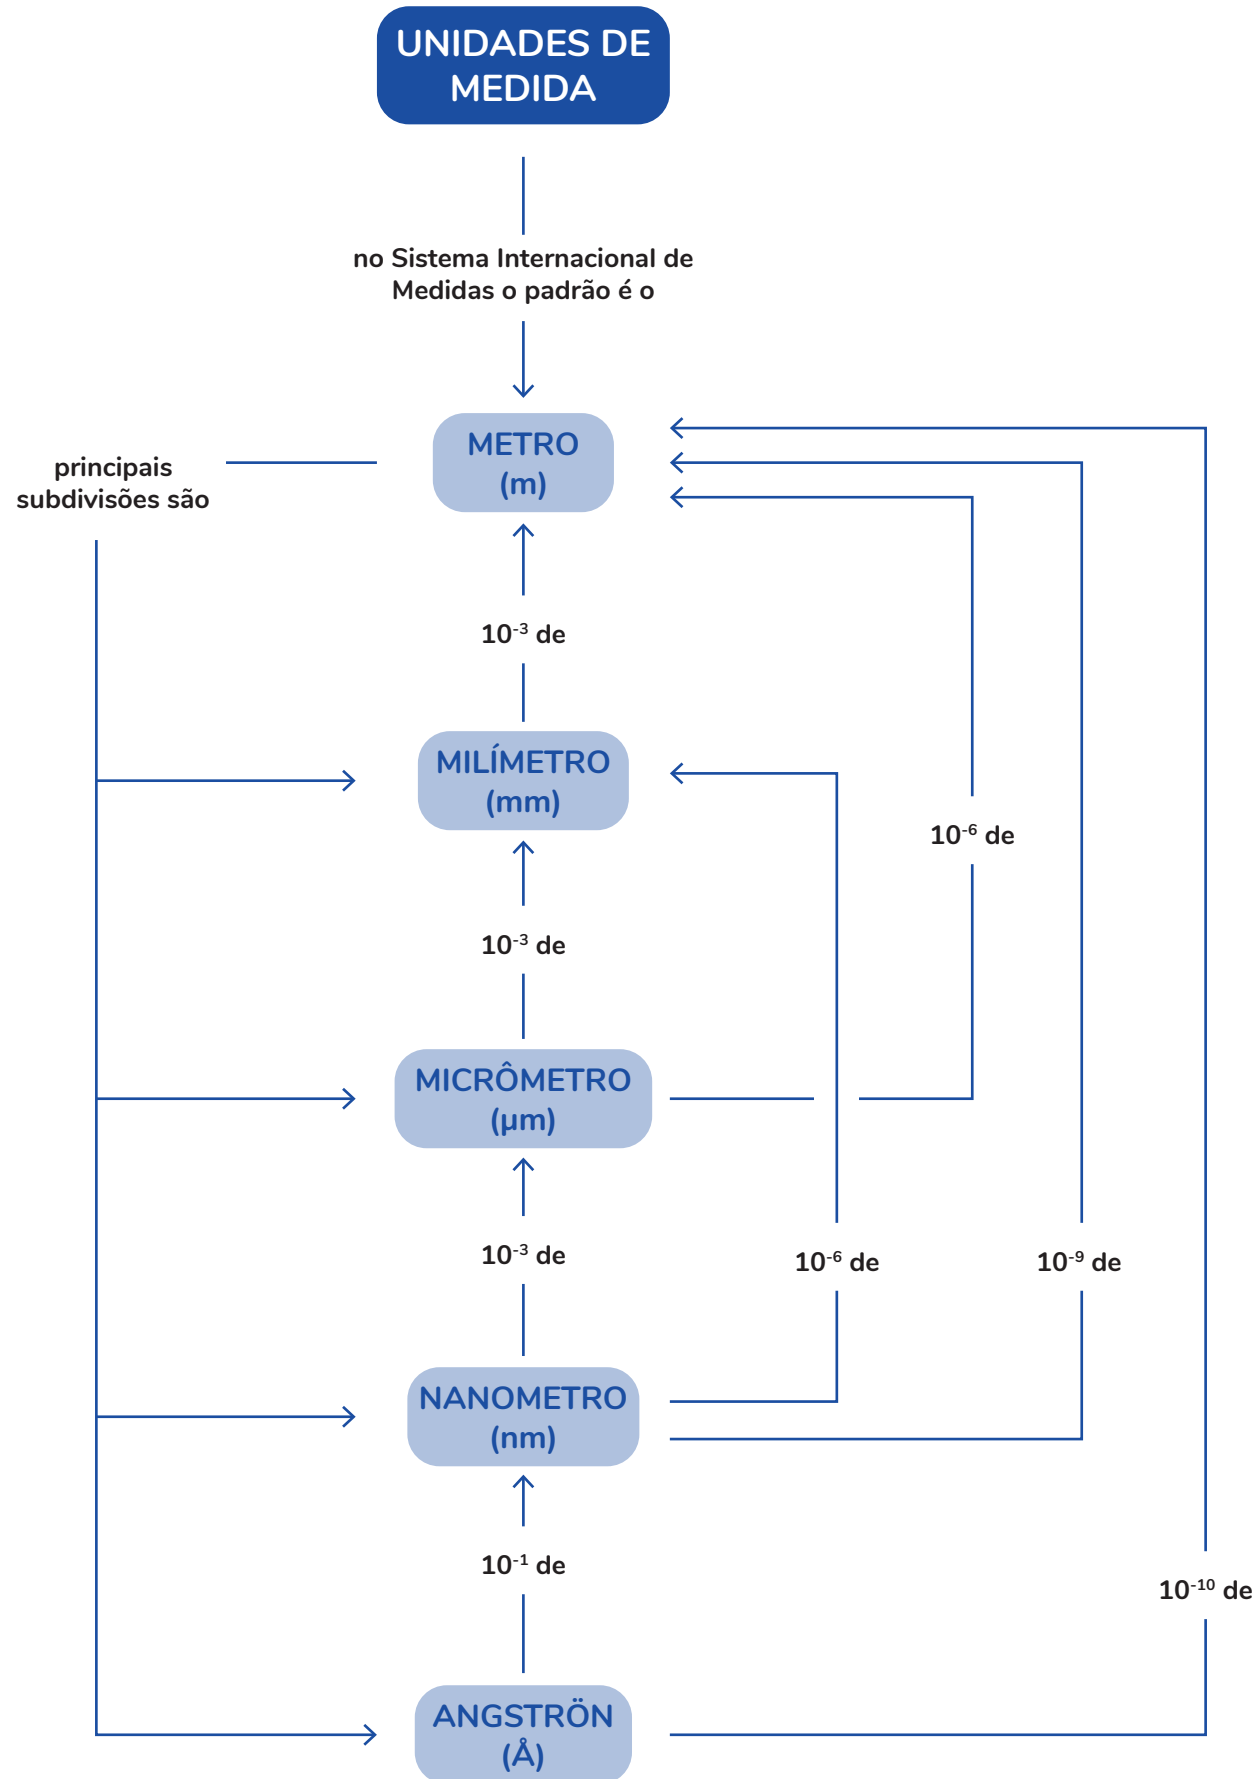 UNIDADES DE
MEDIDA
no Sistema Internacional de
Medidas o padrão é o
METRO
(m)
principais
subdivisões são
10⁻³ de
MILÍMETRO
(mm)
10⁻⁶ de
10⁻³ de
MICRÔMETRO
(µm)
10⁻³ de
10⁻⁶ de
10⁻⁹ de
NANOMETRO
(nm)
10⁻¹ de
10⁻¹⁰ de
ANGSTRÖN
(Å)